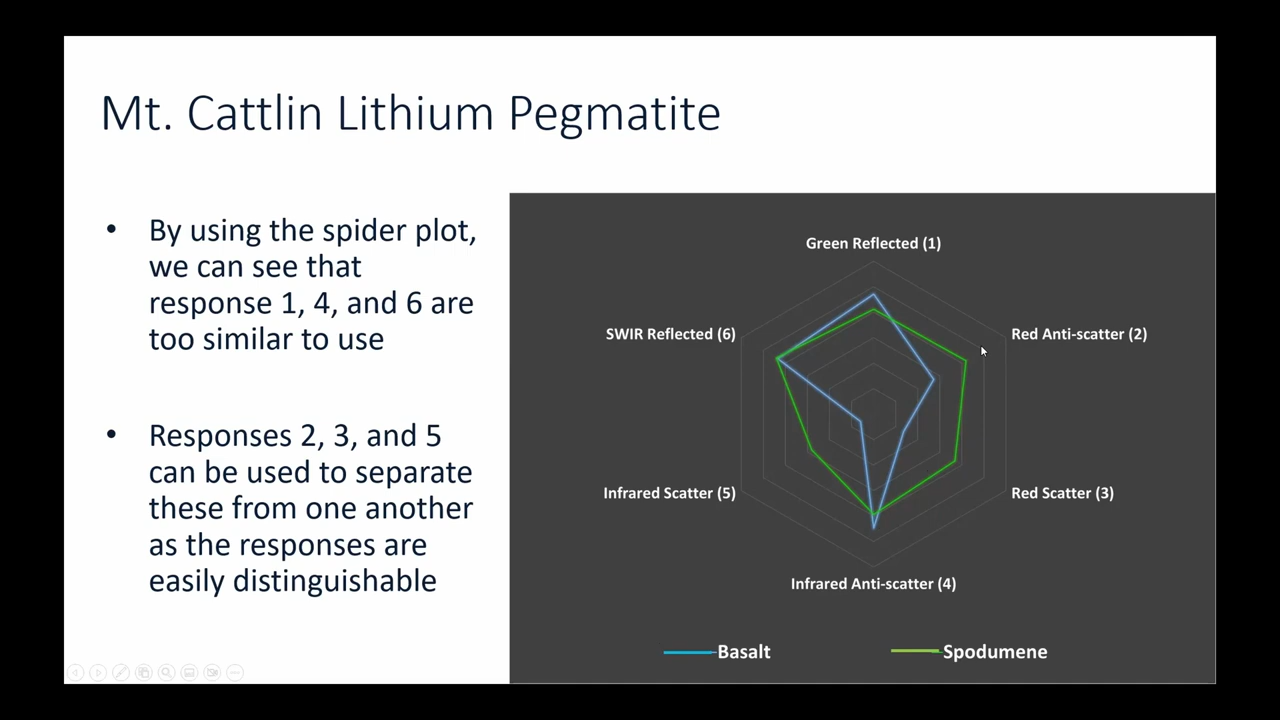 Mt. Cattlin Lithium Pegmatite
• By using the spider plot,
we can see that
response 1, 4, and 6 are
too similar to use
• Responses 2, 3, and 5
can be used to separate
these from one another
as the responses are
easily distinguishable
Green Reflected (1)
SWIR Reflected (6)
Red Anti-scatter (2)
Infrared Scatter (5)
Red Scatter (3)
Infrared Anti-scatter (4)
Basalt
Spodumene